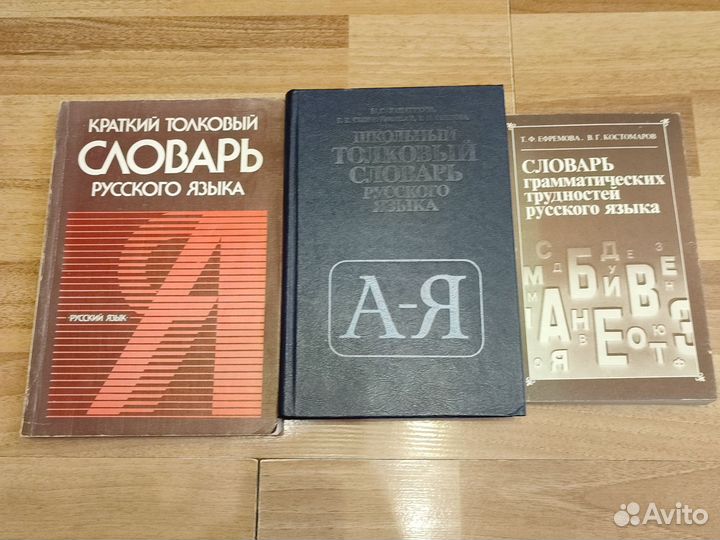 КРАТКИЙ ТОЛКОВЫЙ
СЛОВАРЬ
РУССКОГО ЯЗЫКА
РУССКИЙ ЯЗЫК
ШКОЛЬНЫЙ
ТОЛКОВЫЙ
СЛОВАРЬ
РУССКОГО
ЯЗЫКА
А-Я
Т. Ф. ЕФРЕМОВА, В. Г. КОСТОМАРОВ
СЛОВАРЬ
грамматических
трудностей
русского языка
Avito